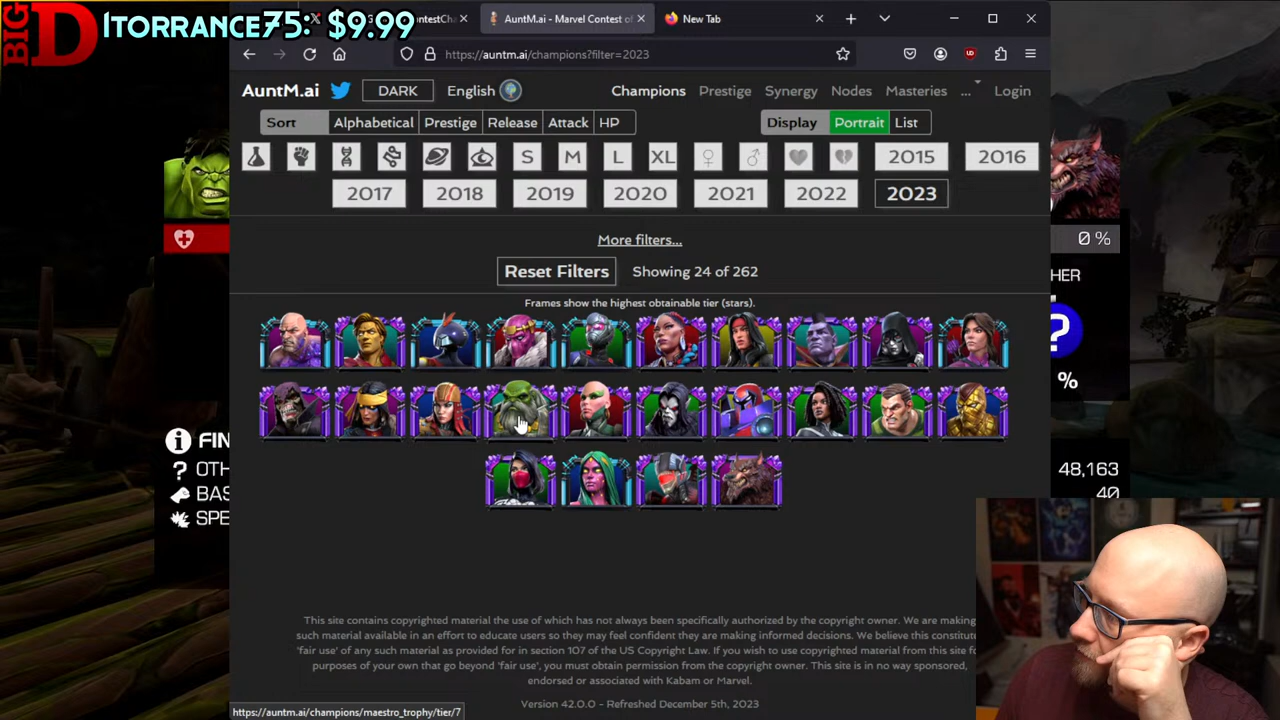 BIG D
ITORRANCE75: $9.99
ontestCha
AuntM.ai - Marvel Contest of
New Tab
https://auntm.ai/champions?filter=2023
AuntM.ai
DARK
English
Champions
Prestige
Synergy
Nodes
Masteries
...
Login
Sort
Alphabetical
Prestige
Release
Attack
HP
Display
Portrait
List
S
M
L
XL
2015
2016
2017
2018
2019
2020
2021
2022
2023
More filters...
Reset Filters
Showing 24 of 262
Frames show the highest obtainable tier (stars).
0 %
HER
?
%
FIN
? OTH
BAS
SPE
48,163
40
This site contains copyrighted material the use of which has not always been specifically authorized by the copyright owner. We are making
such material available in an effort to educate users so they may feel confident they are making informed decisions. We believe this constitute
'fair use' of any such material as provided for in section 107 of the US Copyright Law. If you wish to use copyrighted material from this site fo
purposes of your own that go beyond 'fair use', you must obtain permission from the copyright owner. This site is in no way sponsored,
endorsed or associated with Kabam or Marvel.
Version 42.0.0 - Refreshed December 5th, 2023
https://auntm.ai/champions/maestro_trophy/tier/7